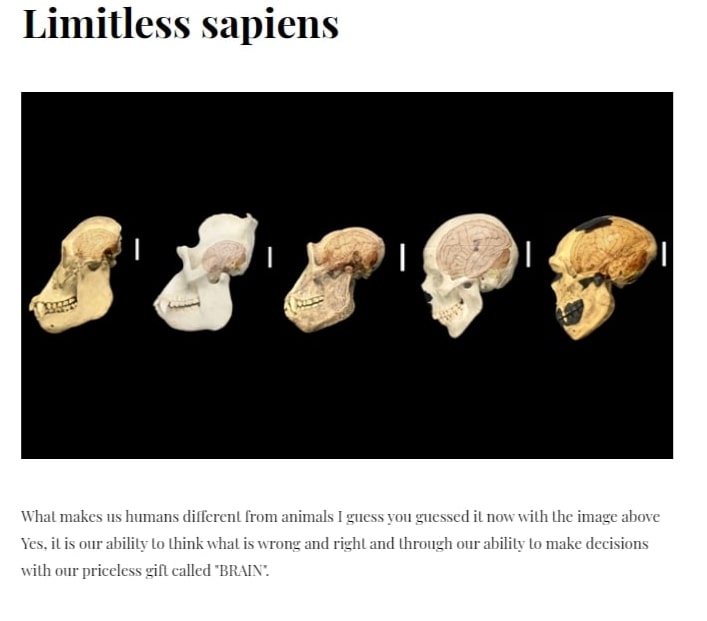 Limitless sapiens
What makes us humans different from animals I guess you guessed it now with the image above
Yes, it is our ability to think what is wrong and right and through our ability to make decisions
with our priceless gift called "BRAIN".